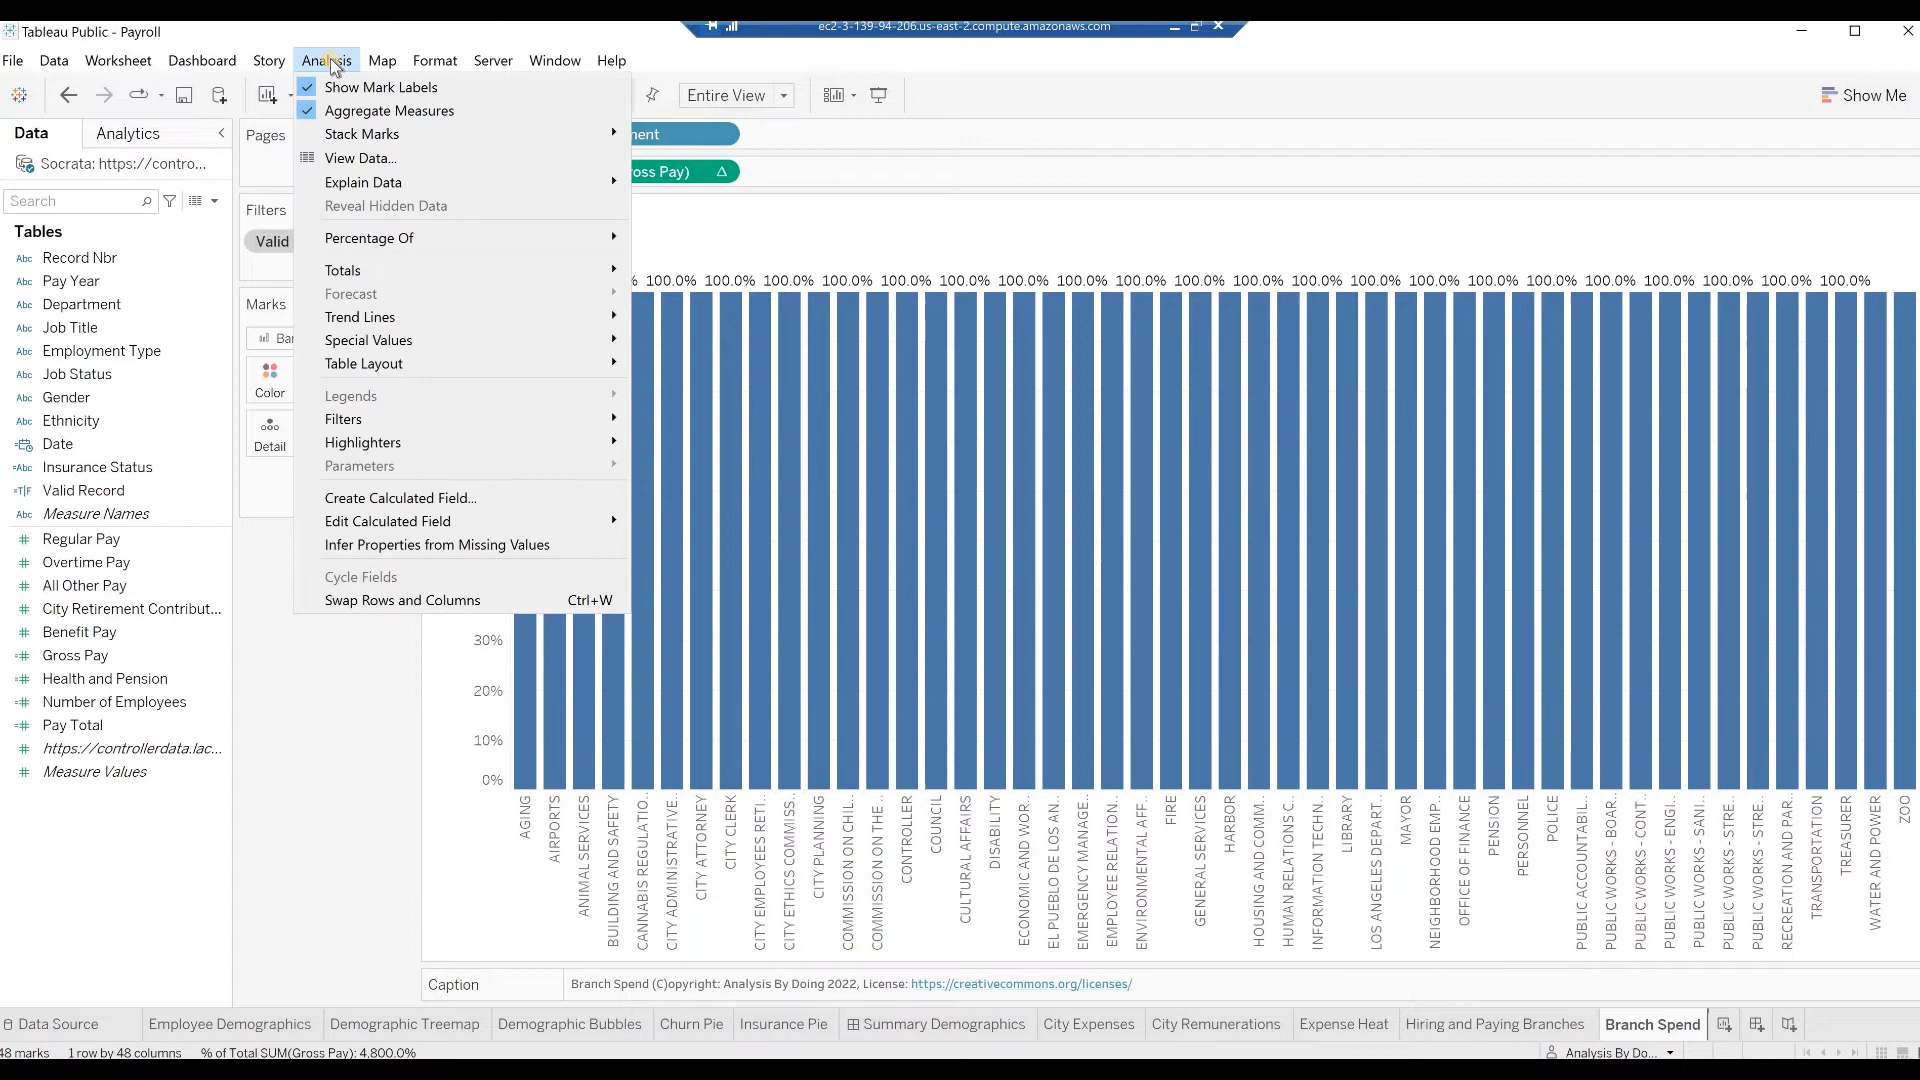 ec2-3-139-94-206.us-east-2.compute.amazonaws.com
Tableau Public - Payroll
File Data Worksheet Dashboard Story Analysis Map Format Server Window Help
Entire View
Show Me
Data
Analytics
Socrata: https://contro...
Search
Tables
Abc Record Nbr
Abc Pay Year
Abc Department
Abc Job Title
Abc Employment Type
Abc Job Status
Abc Gender
Abc Ethnicity
Date
=Abc Insurance Status
=T|F Valid Record
Abc Measure Names
# Regular Pay
# Overtime Pay
# All Other Pay
# City Retirement Contribut...
# Benefit Pay
# Gross Pay
=# Health and Pension
=# Number of Employees
=# Pay Total
# https://controllerdata.lac...
# Measure Values
Pages
Filters
Valid
Marks
Bar
Color
Detail
Show Mark Labels
Aggregate Measures
Stack Marks
View Data...
Explain Data
Reveal Hidden Data
Percentage Of
Totals
Forecast
Trend Lines
Special Values
Table Layout
Legends
Filters
Highlighters
Parameters
Create Calculated Field...
Edit Calculated Field
Infer Properties from Missing Values
Cycle Fields
Swap Rows and Columns Ctrl+W
ment
oss Pay)
% 100.0% 100.0% 100.0% 100.0% 100.0% 100.0% 100.0% 100.0% 100.0% 100.0% 100.0% 100.0% 100.0% 100.0% 100.0% 100.0% 100.0% 100.0% 100.0% 100.0% 100.0%
30%
20%
10%
0%
AGING
AIRPORTS
ANIMAL SERVICES
BUILDING AND SAFETY
CANNABIS REGULATIO..
CITY ADMINISTRATIVE..
CITY ATTORNEY
CITY CLERK
CITY EMPLOYEES RETI..
CITY ETHICS COMMISS..
CITY PLANNING
COMMISSION ON CHIL..
COMMISSION ON THE ..
CONTROLLER
COUNCIL
CULTURAL AFFAIRS
DISABILITY
ECONOMIC AND WOR..
EL PUEBLO DE LOS AN..
EMERGENCY MANAGE..
EMPLOYEE RELATION..
ENVIRONMENTAL AFF..
FIRE
GENERAL SERVICES
HARBOR
HOUSING AND COMM..
HUMAN RELATIONS C..
INFORMATION TECHN..
LIBRARY
LOS ANGELES DEPART..
MAYOR
NEIGHBORHOOD EMP..
OFFICE OF FINANCE
PENSION
PERSONNEL
POLICE
PUBLIC ACCOUNTABIL..
PUBLIC WORKS - BOAR..
PUBLIC WORKS - CONT..
PUBLIC WORKS - ENGI..
PUBLIC WORKS - SANI..
PUBLIC WORKS - STRE..
PUBLIC WORKS - STRE..
RECREATION AND PAR..
TRANSPORTATION
TREASURER
WATER AND POWER
ZOO
Caption
Branch Spend (C)opyright: Analysis By Doing 2022, License: https://creativecommons.org/licenses/
Data Source Employee Demographics Demographic Treemap Demographic Bubbles Churn Pie Insurance Pie Summary Demographics City Expenses City Remunerations Expense Heat Hiring and Paying Branches Branch Spend
48 marks 1 row by 48 columns % of Total SUM(Gross Pay): 4,800.0%
Analysis By Do...